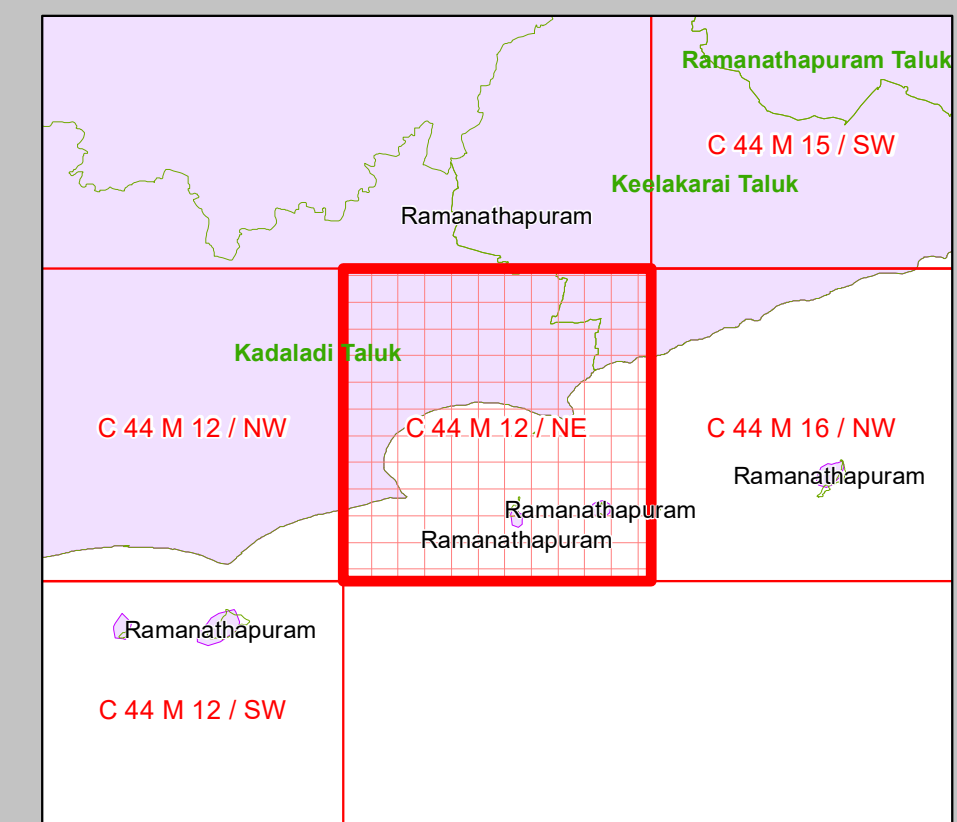 Ramanathapuram Taluk
C 44 M 15 / SW
Keelakarai Taluk
Ramanathapuram
Kadaladi Taluk
C 44 M 12 / NW
C 44 M 12 / NE
C 44 M 16 / NW
Ramanathapuram
Ramanathapuram
Ramanathapuram
Ramanathapuram
C 44 M 12 / SW